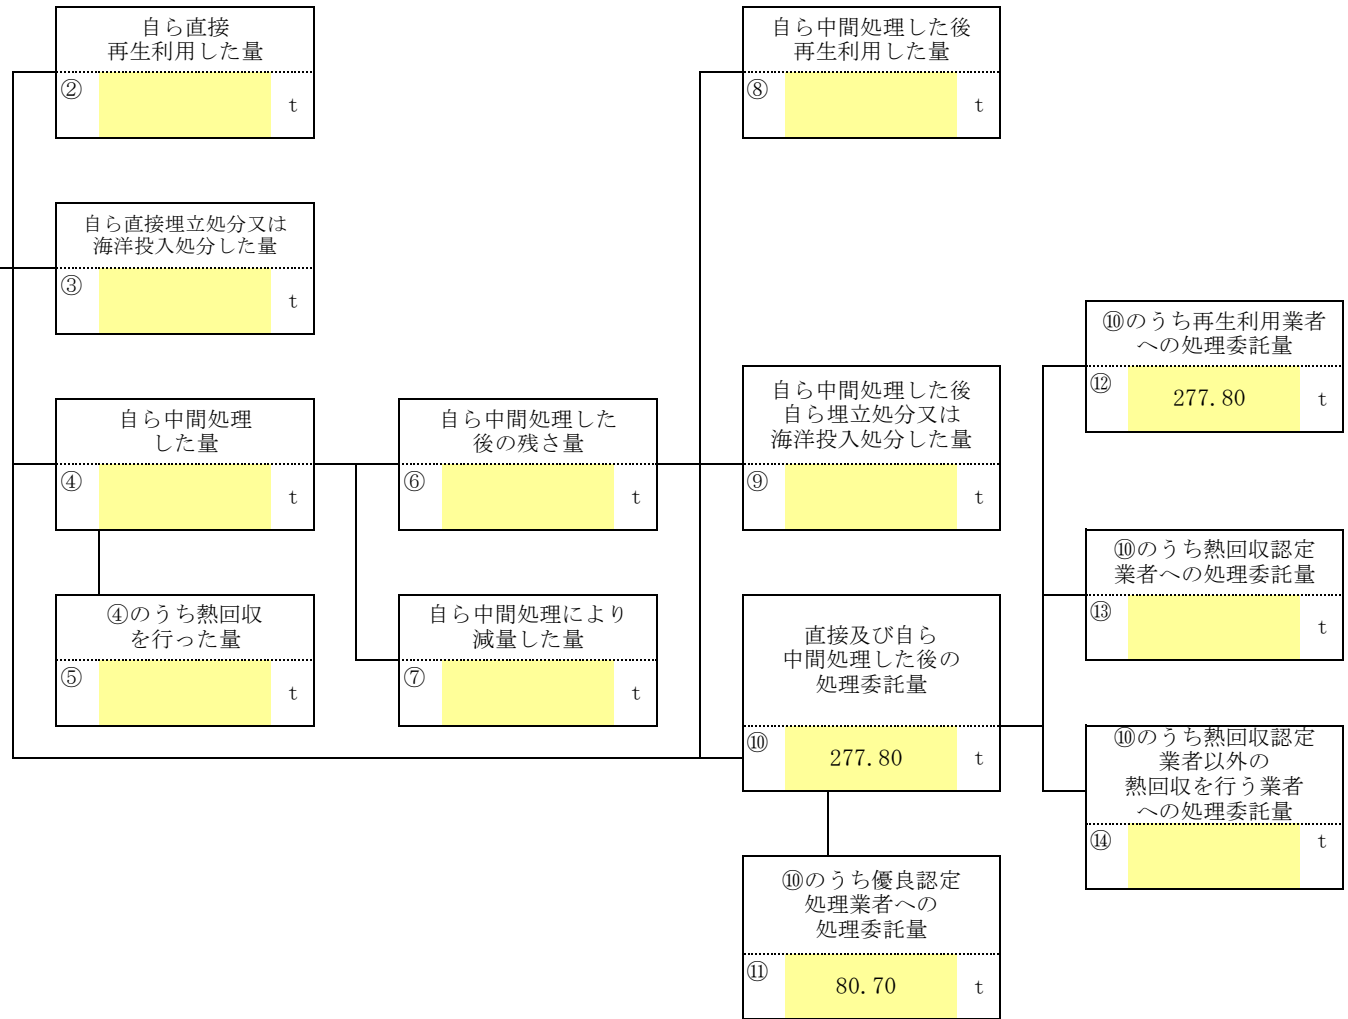 自ら直接
再生利用した量
② t
自ら直接埋立処分又は
海洋投入処分した量
③ t
自ら中間処理
した量
④ t
④のうち熱回収
を行った量
⑤ t
自ら中間処理した
後の残さ量
⑥ t
自ら中間処理により
減量した量
⑦ t
自ら中間処理した後
再生利用した量
⑧ t
自ら中間処理した後
自ら埋立処分又は
海洋投入処分した量
⑨ t
直接及び自ら
中間処理した後の
処理委託量
⑩ 277.80 t
⑩のうち優良認定
処理業者への
処理委託量
⑪ 80.70 t
⑩のうち再生利用業者
への処理委託量
⑫ 277.80 t
⑩のうち熱回収認定
業者への処理委託量
⑬ t
⑩のうち熱回収認定
業者以外の
熱回収を行う業者
への処理委託量
⑭ t